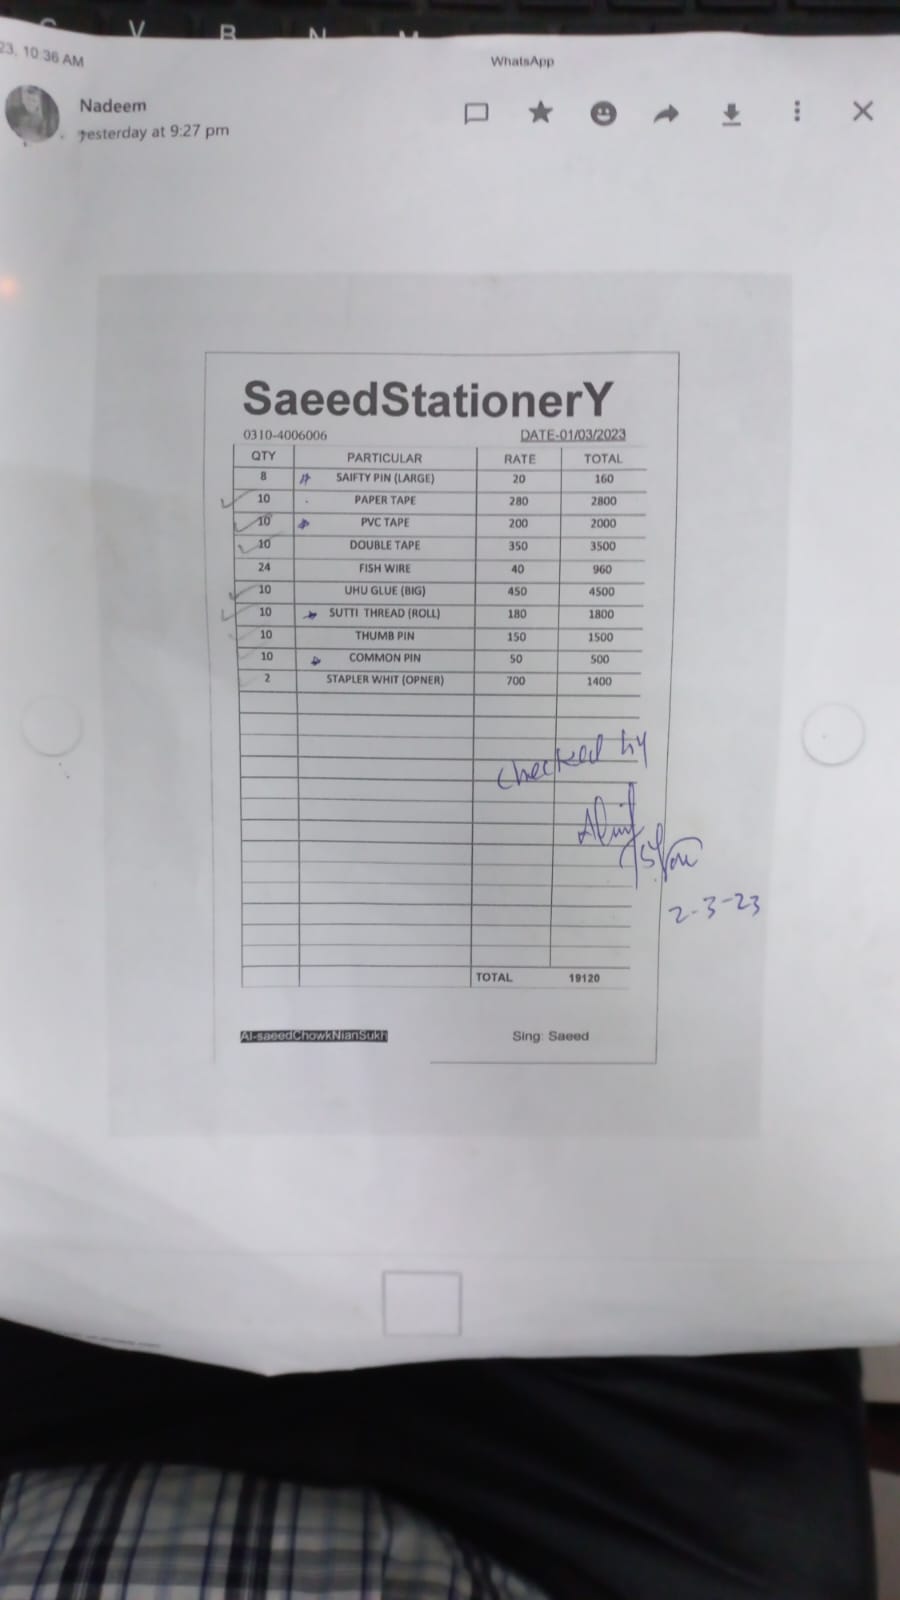 V B N M
23, 10:36 AM
WhatsApp
Nadeem
yesterday at 9:27 pm
SaeedStationerY
0310-4006006 DATE-01/03/2023
QTY PARTICULAR RATE TOTAL
8 SAIFTY PIN (LARGE) 20 160
10 PAPER TAPE 280 2800
10 PVC TAPE 200 2000
10 DOUBLE TAPE 350 3500
24 FISH WIRE 40 960
10 UHU GLUE (BIG) 450 4500
10 SUTTI THREAD (ROLL) 180 1800
10 THUMB PIN 150 1500
10 COMMON PIN 50 500
2 STAPLER WHIT (OPNER) 700 1400
checked by
2-3-23
TOTAL 19120
Al-saeedChowkNianSukh Sing: Saeed